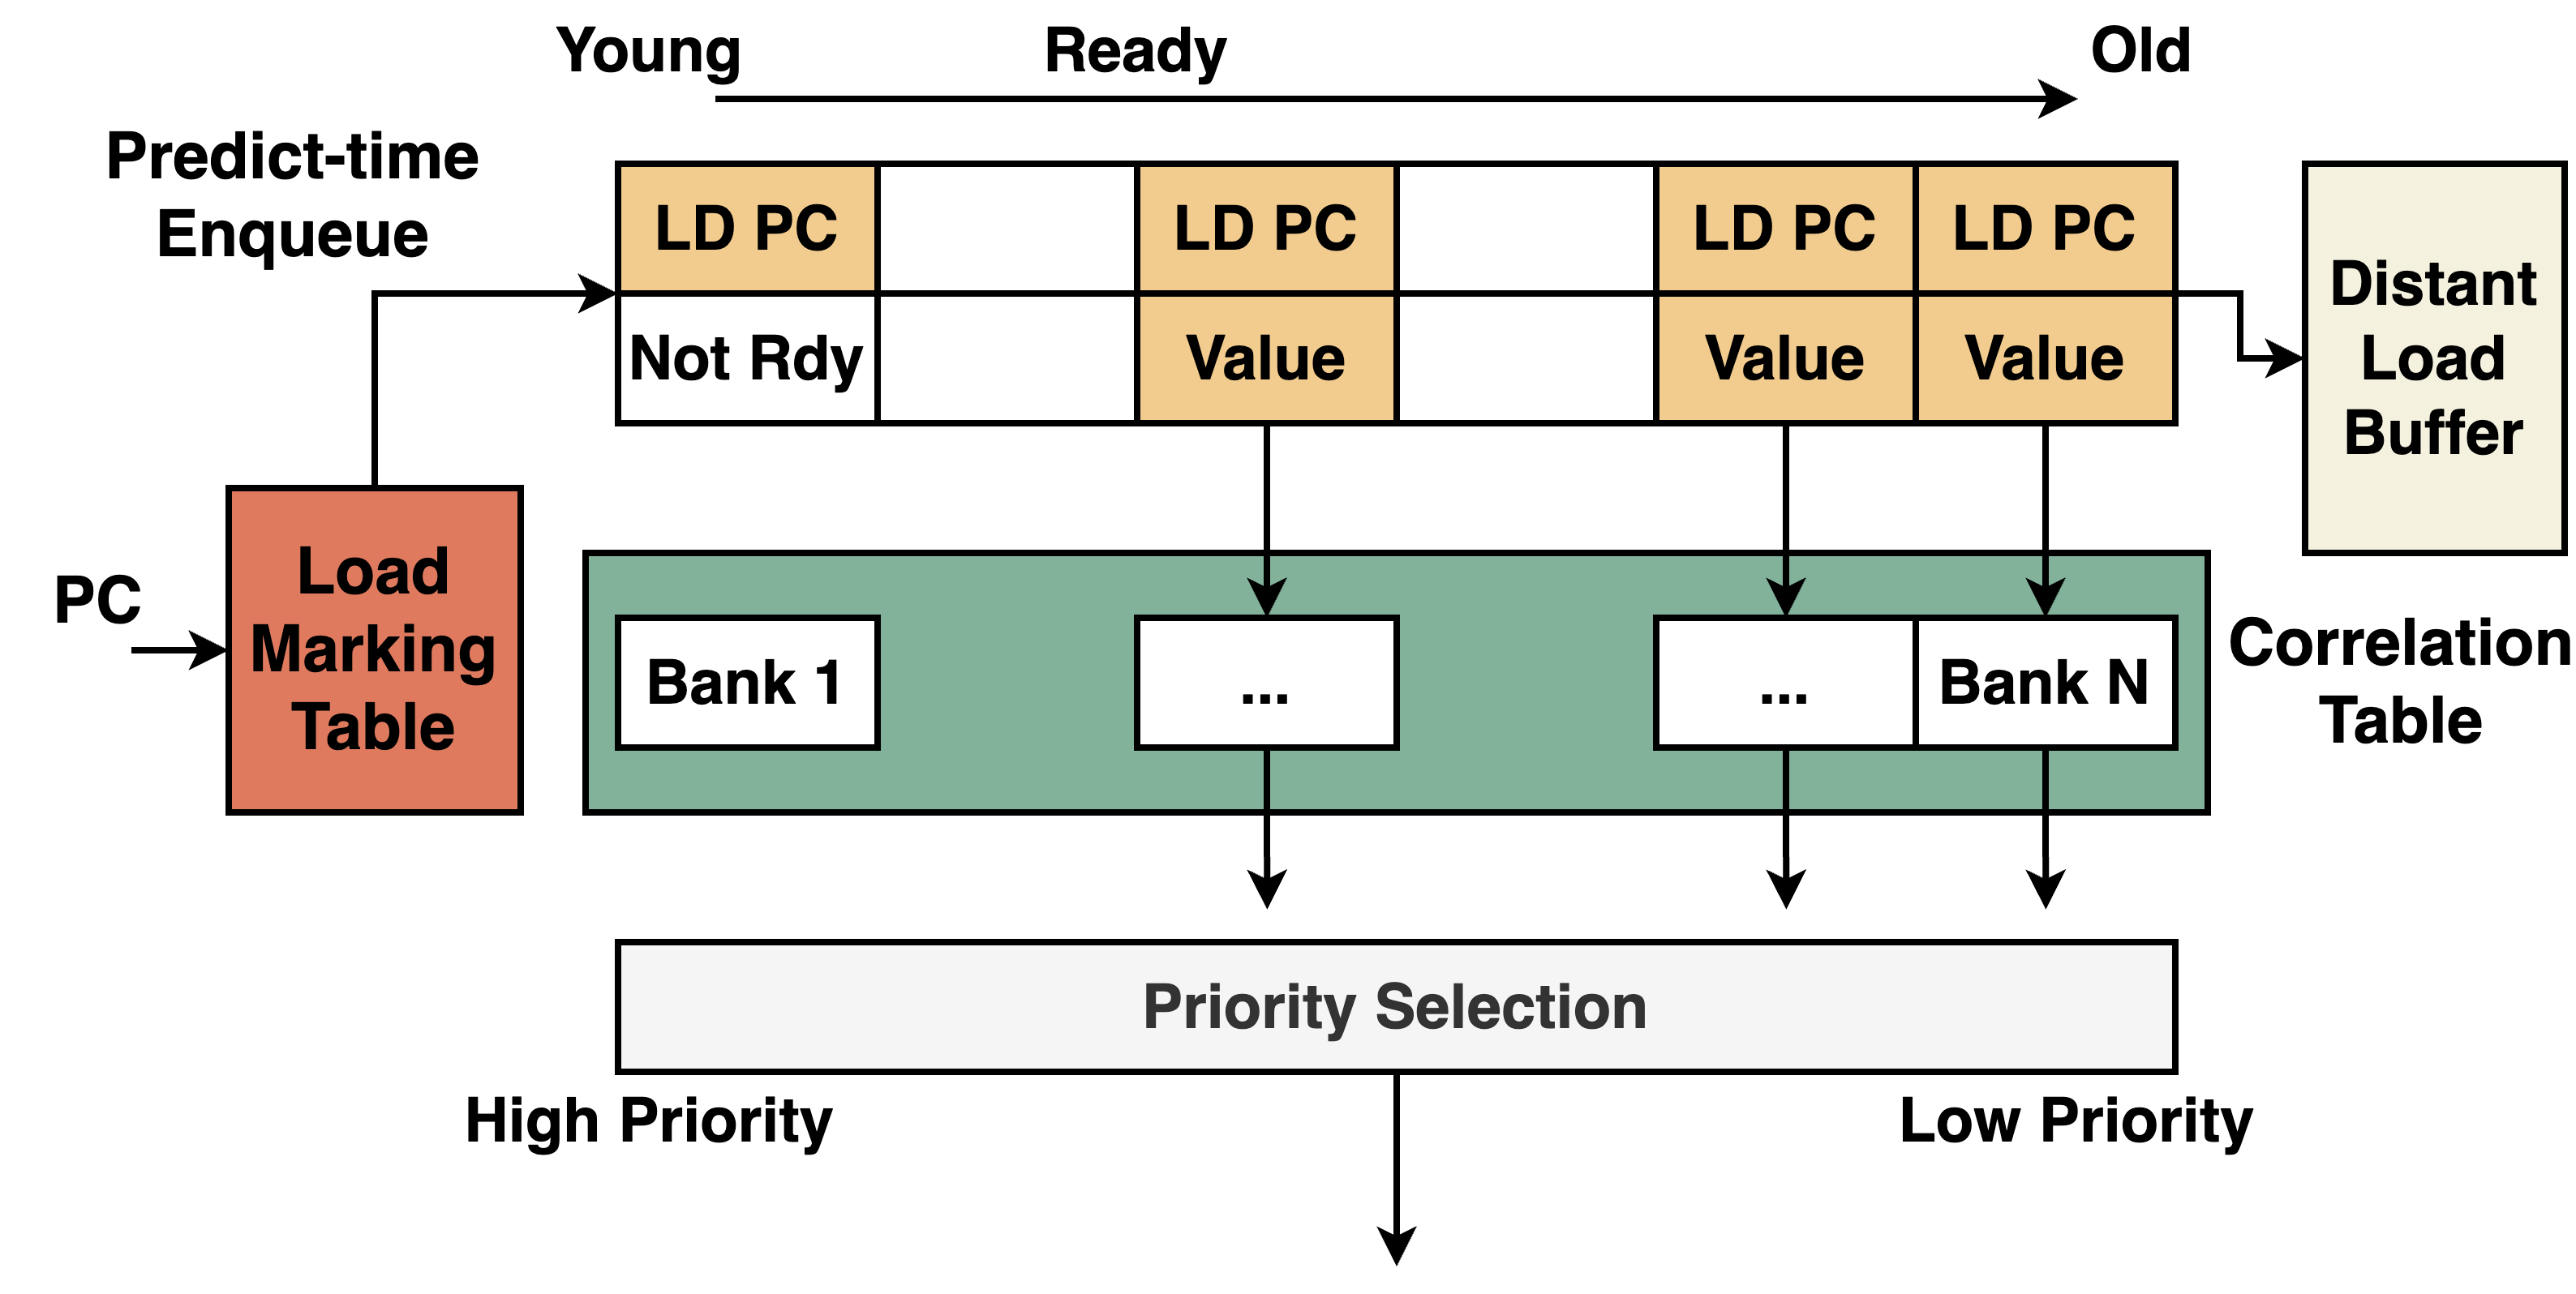 Young Ready Old
Predict-time
Enqueue
LD PC LD PC LD PC LD PC
Not Rdy Value Value Value
Distant
Load
Buffer
PC
Load
Marking
Table
Bank 1 ... ... Bank N
Correlation
Table
Priority Selection
High Priority Low Priority